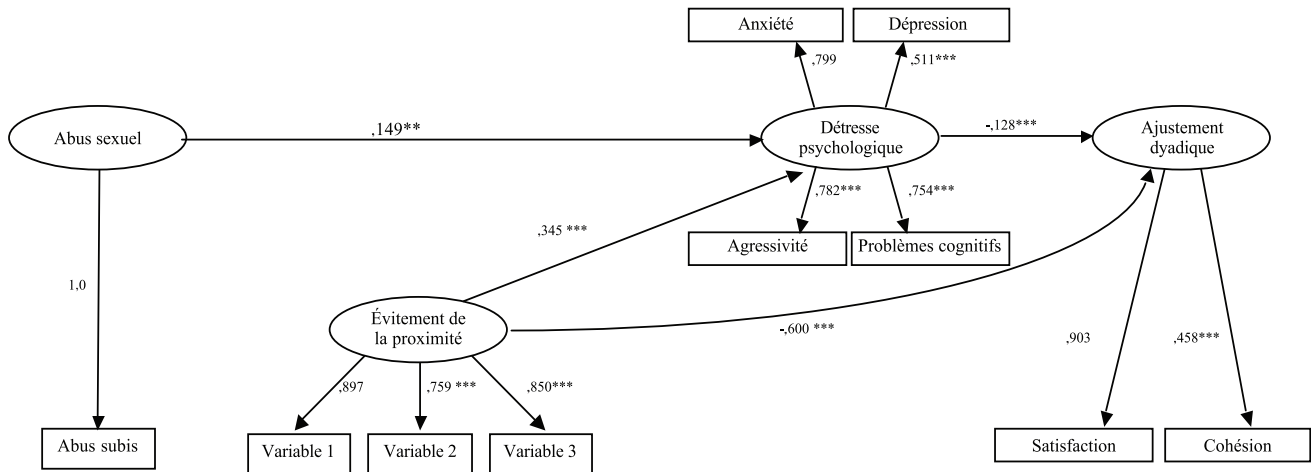 Anxiété
Dépression
,799
,511***
Abus sexuel
,149**
Détresse
psychologique
-,128***
Ajustement
dyadique
,782***
,754***
,345 ***
Agressivité
Problèmes cognitifs
1,0
Évitement de
la proximité
-,600 ***
,903
,458***
,897
,759 ***
,850***
Abus subis
Variable 1
Variable 2
Variable 3
Satisfaction
Cohésion